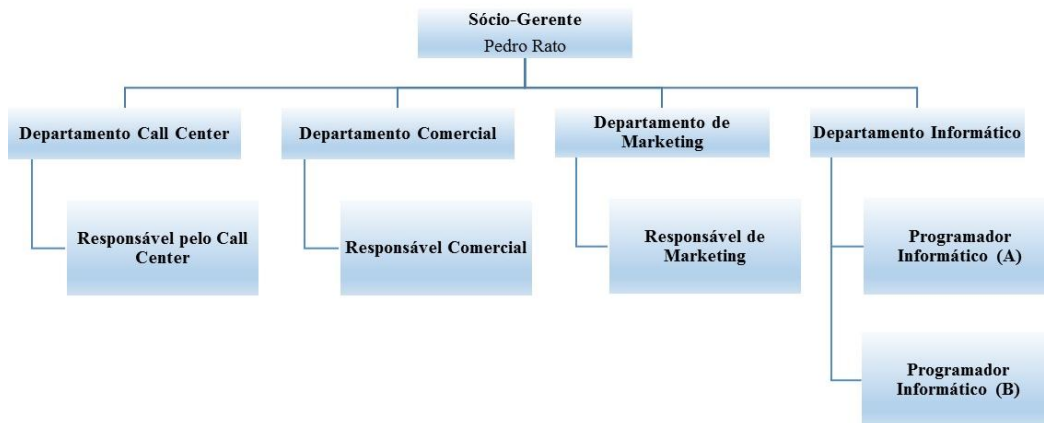 Sócio-Gerente
Pedro Rato
Departamento Call Center
Departamento Comercial
Departamento de
Marketing
Departamento Informático
Responsável pelo Call
Center
Responsável Comercial
Responsável de
Marketing
Programador
Informático (A)
Programador
Informático (B)